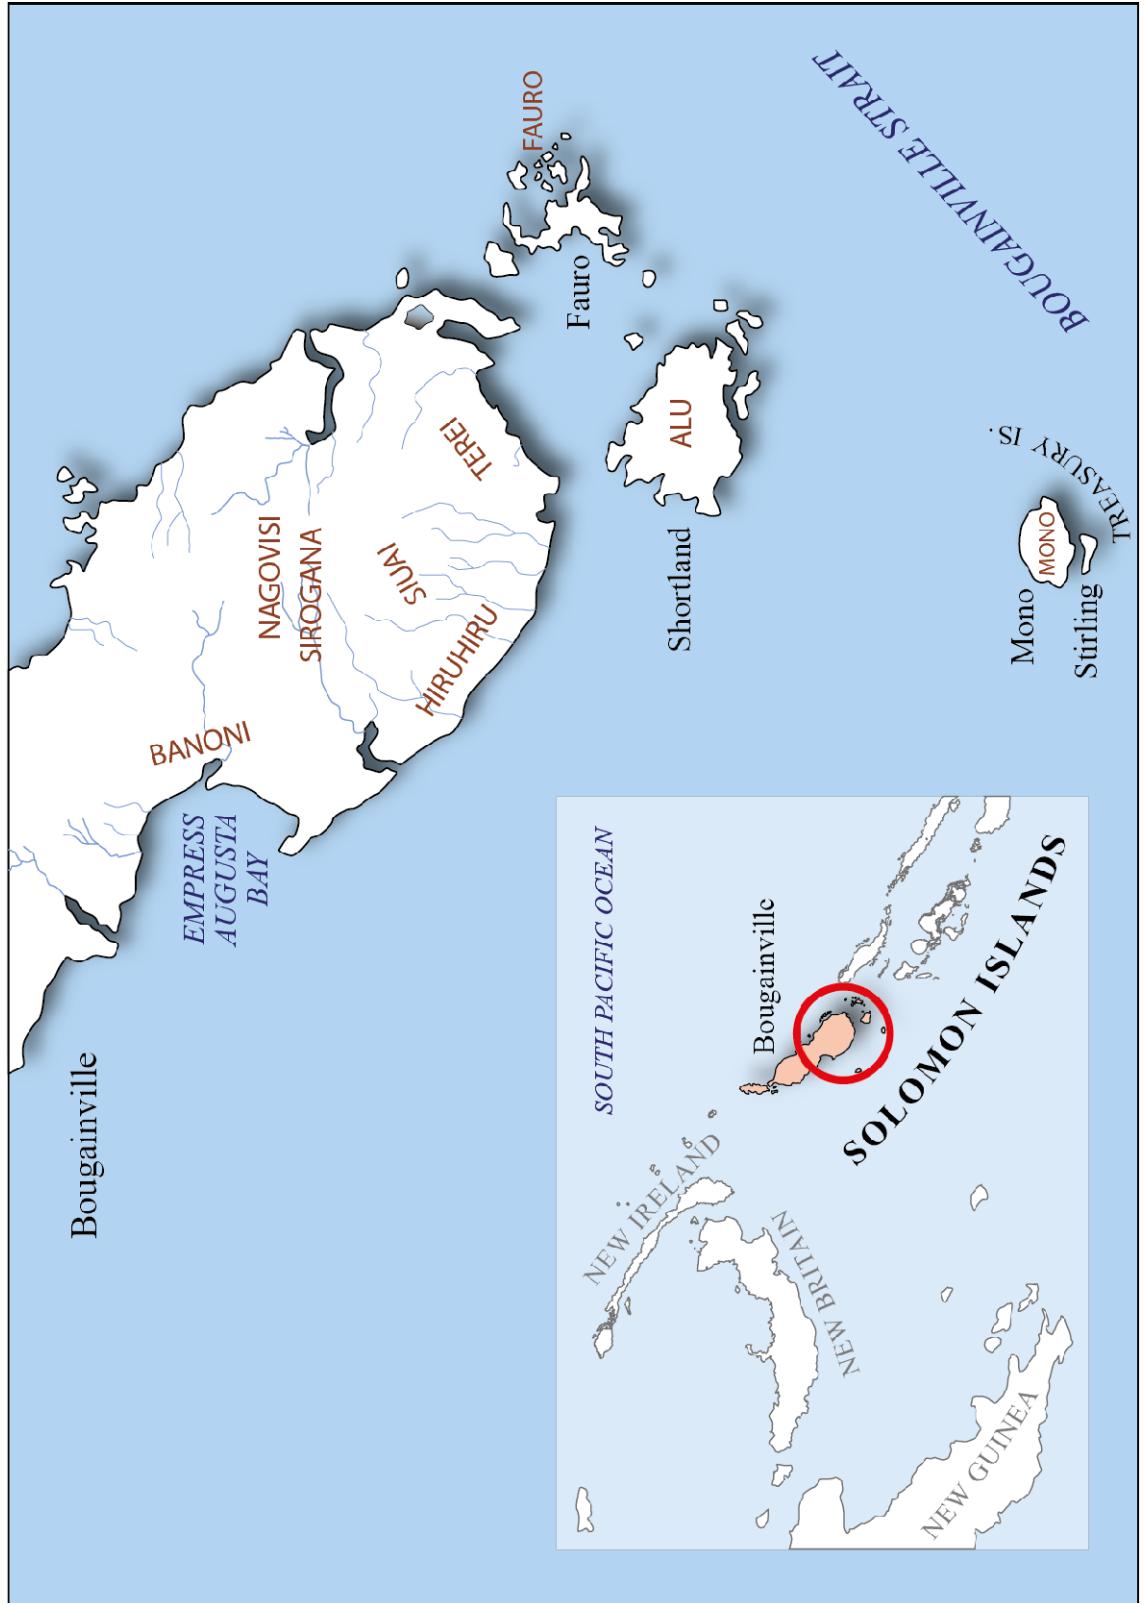 Bougainville
EMPRESS
AUGUSTA
BAY
BANONI
NAGOVISI
SIROGANA
SIUAI
HIRUHIRU
TEREI
FAURO
Fauro
ALU
Shortland
BOUGAINVILLE STRAIT
TREASURY IS.
MONO
Mono
Stirling
SOUTH PACIFIC OCEAN
Bougainville
NEW IRELAND
NEW BRITAIN
NEW GUINEA
SOLOMON ISLANDS